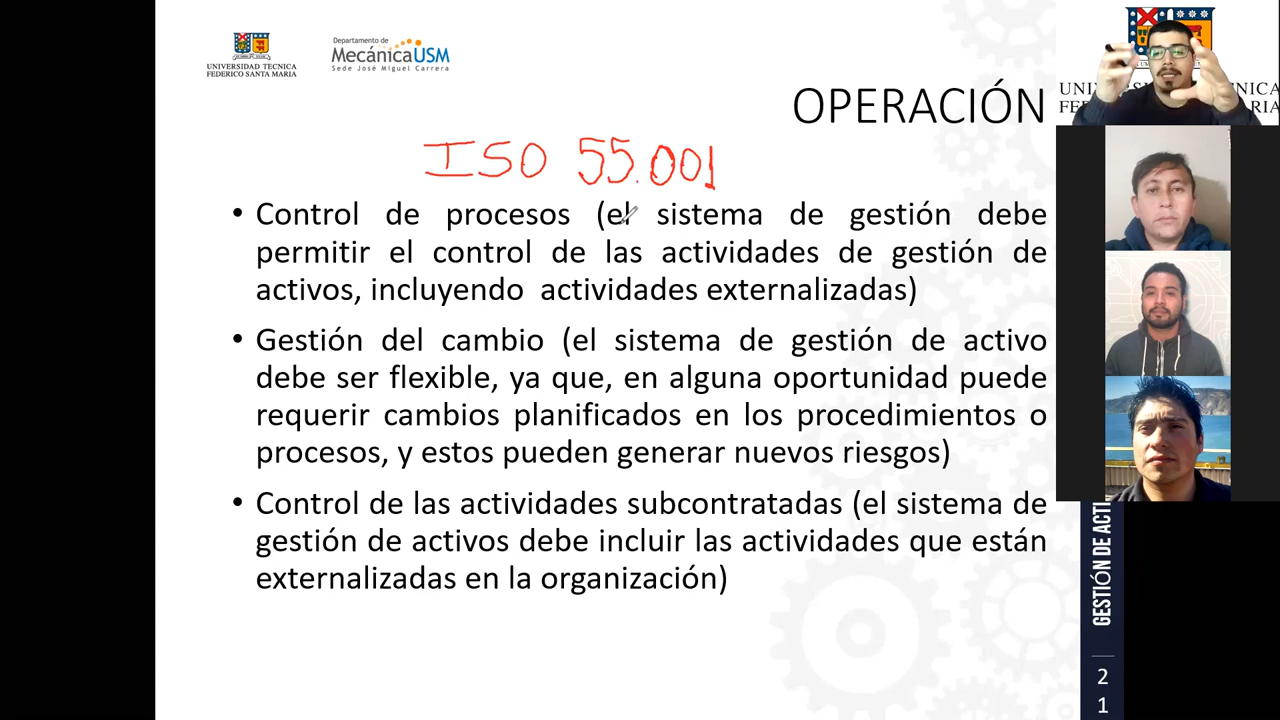 UNIVERSIDAD TECNICA
FEDERICO SANTA MARIA
Departamento de
MecánicaUSM
Sede José Miguel Carrera
OPERACIÓN
ISO 55.001
• Control de procesos (el sistema de gestión debe
permitir el control de las actividades de gestión de
activos, incluyendo actividades externalizadas)
• Gestión del cambio (el sistema de gestión de activo
debe ser flexible, ya que, en alguna oportunidad puede
requerir cambios planificados en los procedimientos o
procesos, y estos pueden generar nuevos riesgos)
• Control de las actividades subcontratadas (el sistema de
gestión de activos debe incluir las actividades que están
externalizadas en la organización)
GESTIÓN DE ACTI
2
1